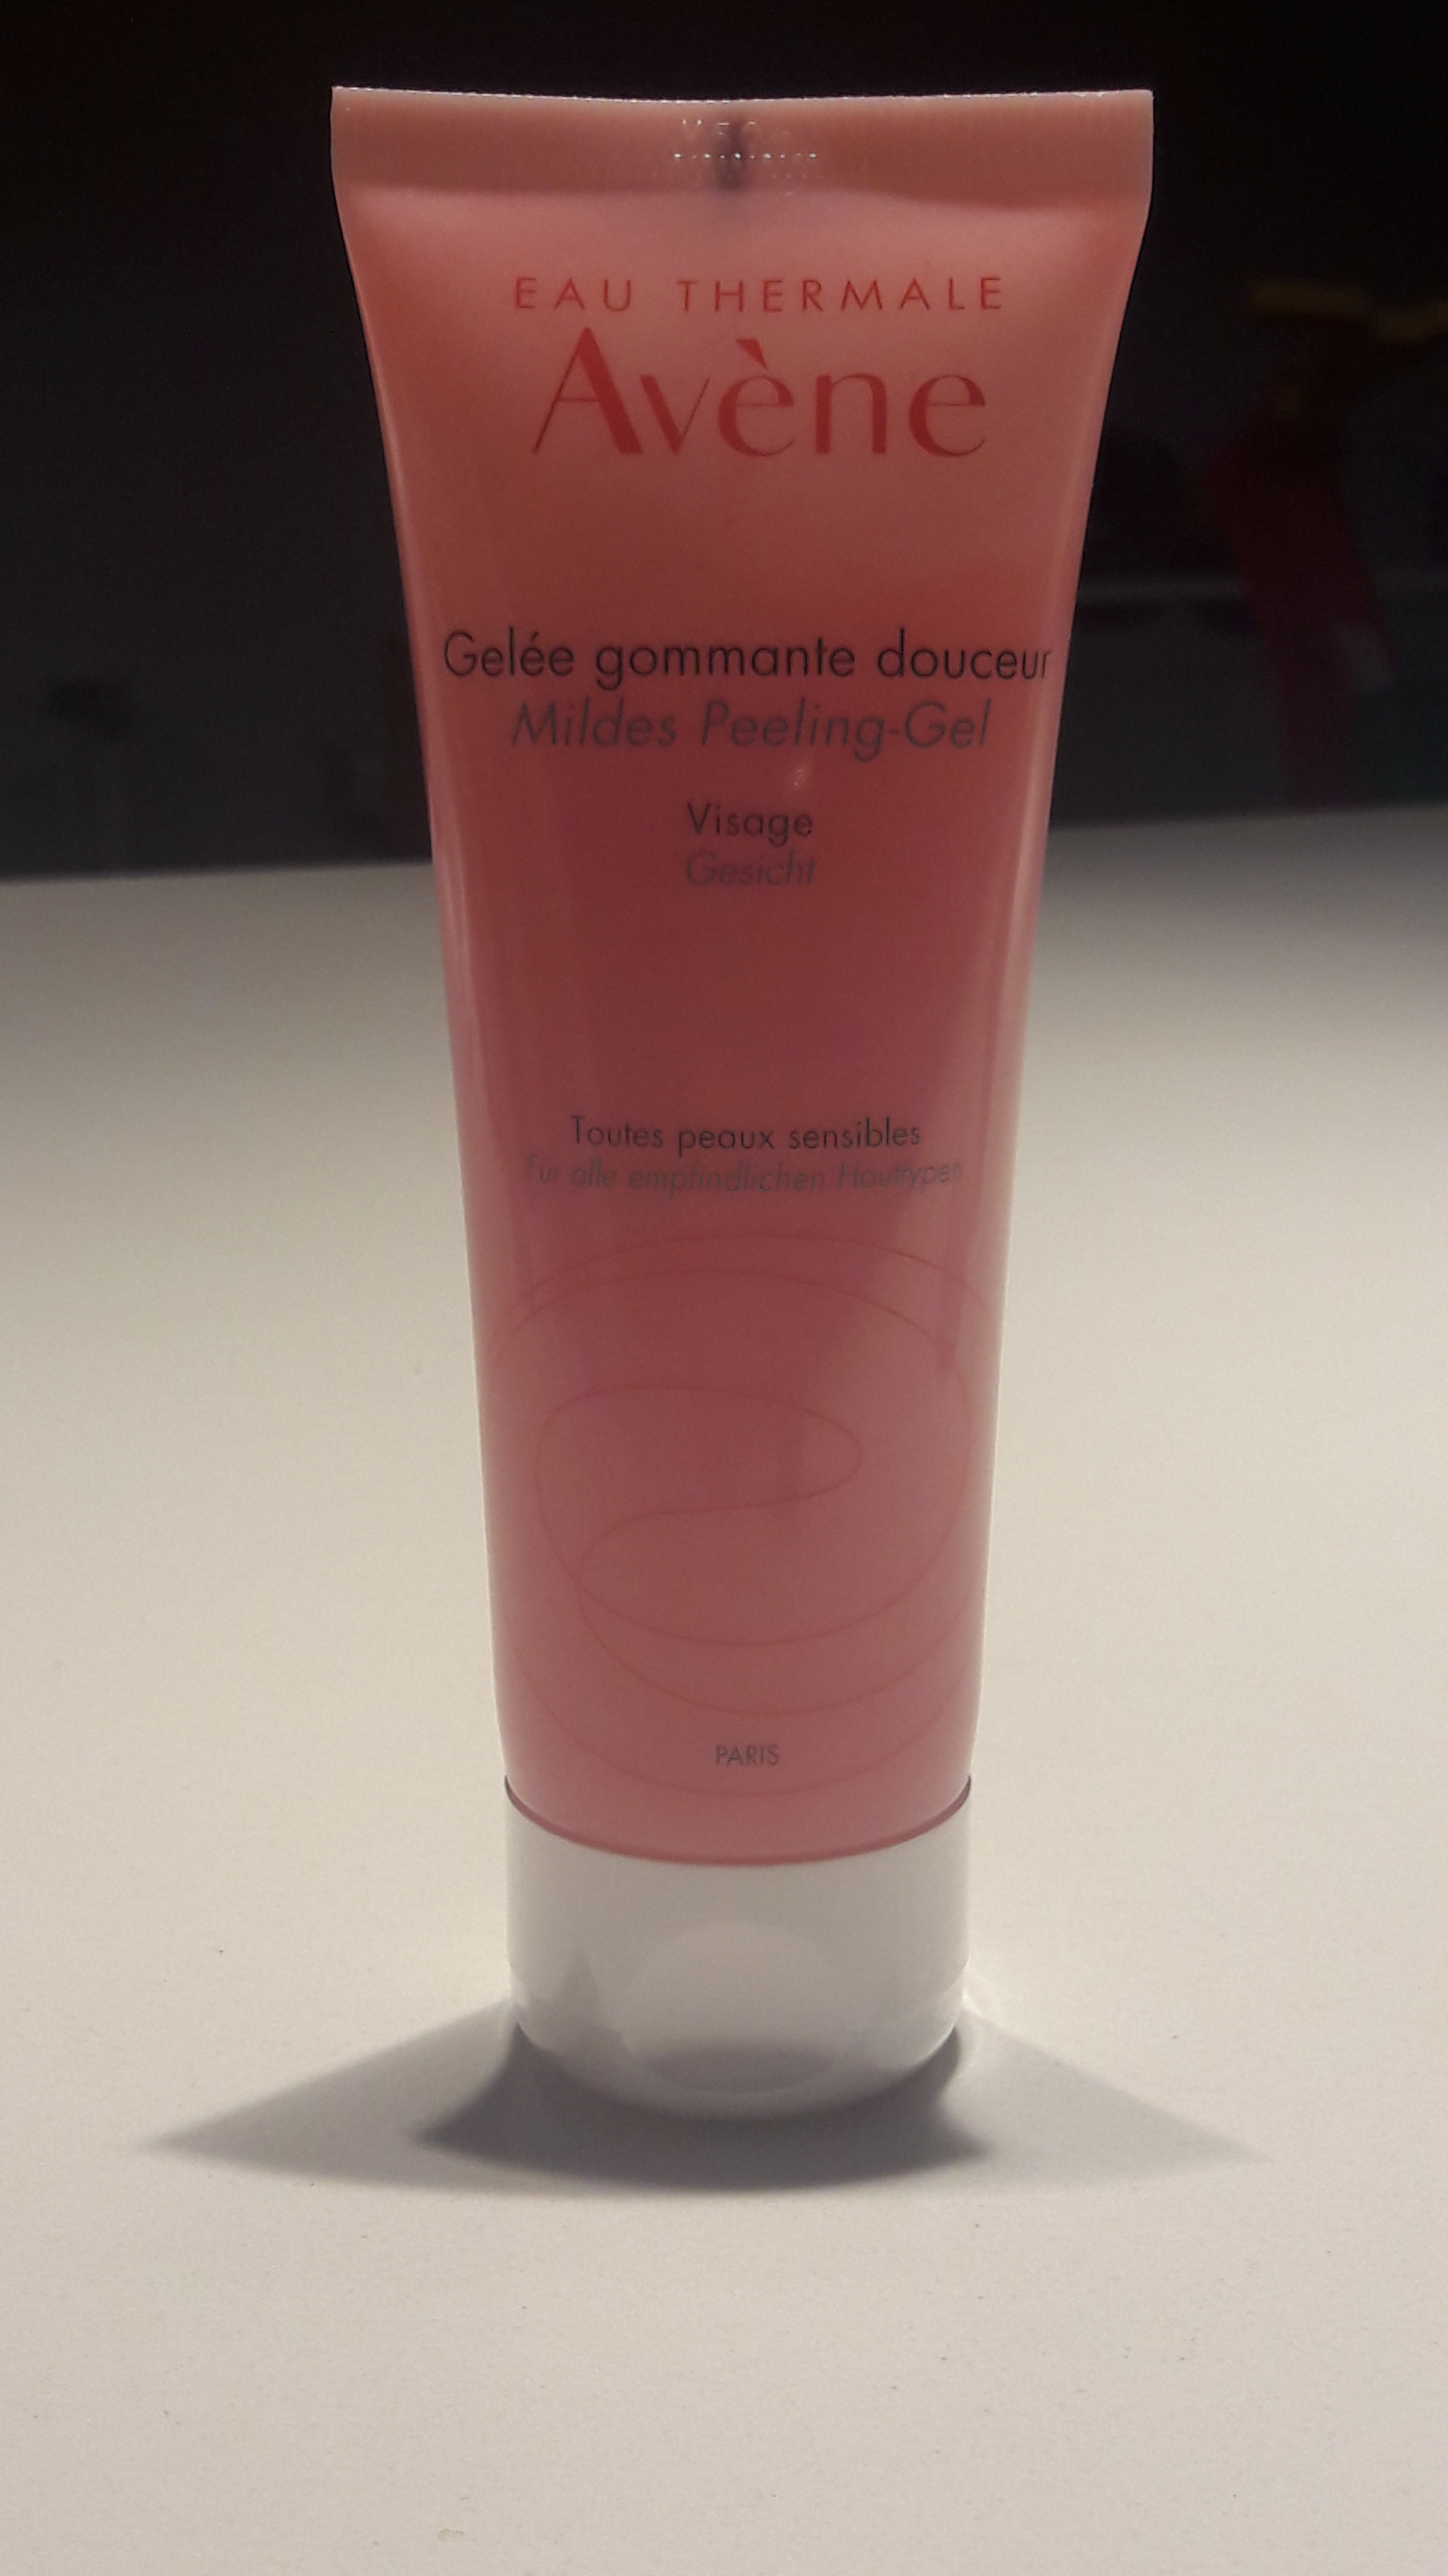 EAU THERMALE
Avène
Gelée gommante douceur
Mildes Peeling-Gel
Visage
Gesicht
Toutes peaux sensibles
Für alle empfindlichen Hauttypen
PARIS